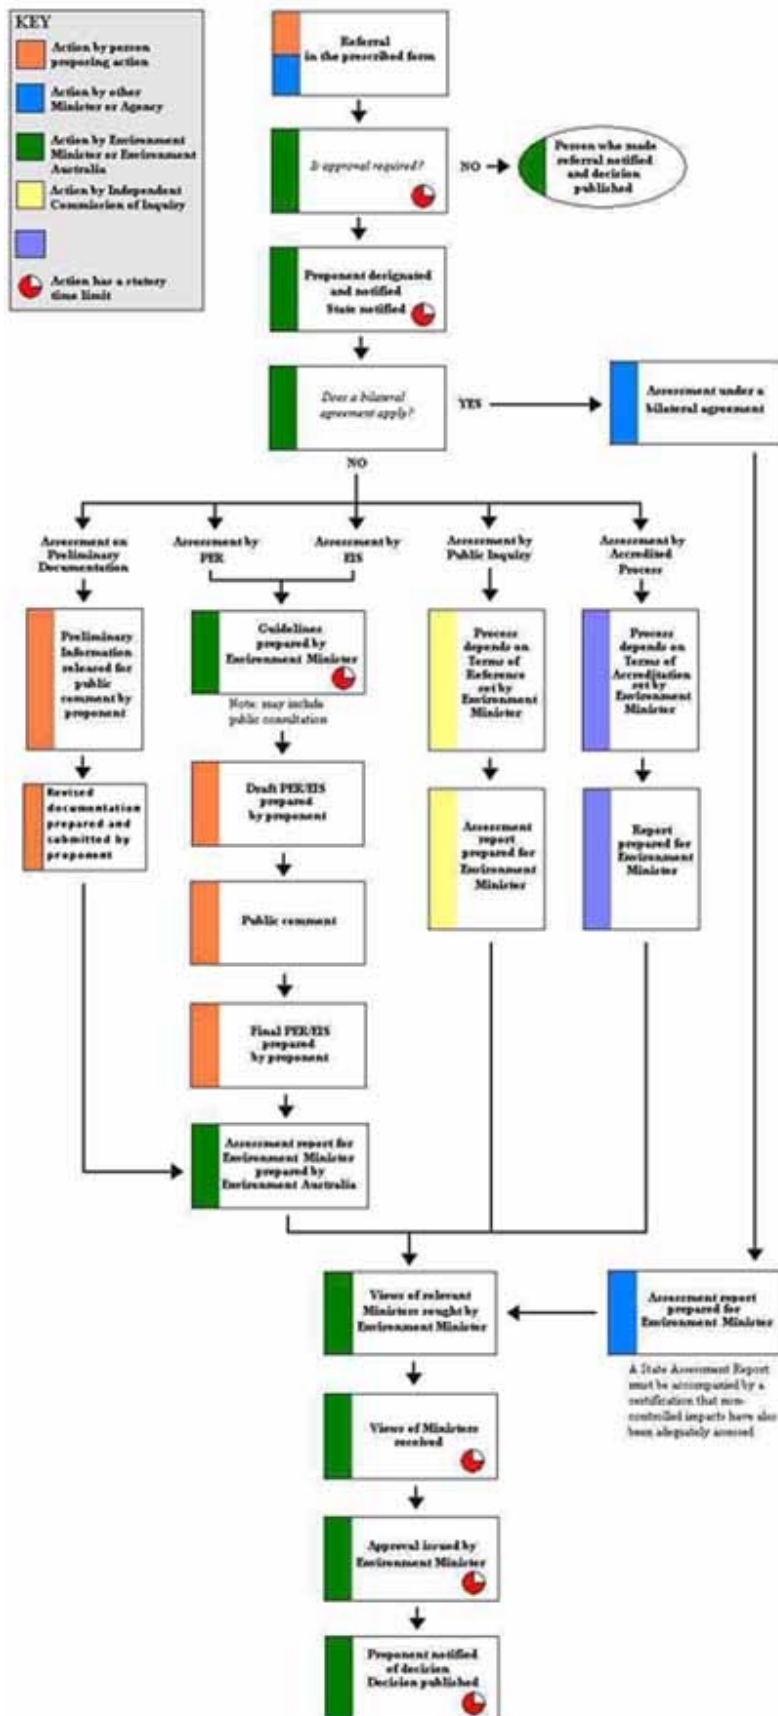 KEY
Action by person
proposing action
Action by other
Minister or Agency
Action by Environment
Minister or Environment
Australia
Action by Independent
Commission of Inquiry
Action has a statory
time limit
Referral
in the prescribed form
Is approval required?
NO
Person who made
referral notified
and decision
published
Proponent designated
and notified
State notified
Does a bilateral
agreement apply?
YES
Assessment under a
bilateral agreement
NO
Assessment on
Preliminary
Documentation
Assessment by
PER
Assessment by
EIS
Assessment by
Public Inquiry
Assessment by
Accredited
Process
Preliminary
Information
released for
public
comment by
proponent
Guidelines
prepared by
Environment Minister
Note: may include
public consultation
Process
depends on
Terms of
Reference
set by
Environment
Minister
Process
depends on
Terms of
Accreditation
set by
Environment
Minister
Revised
documentation
prepared and
submitted by
proponent
Draft PER/EIS
prepared
by proponent
Assessment
report
prepared for
Environment
Minister
Report
prepared for
Environment
Minister
Public comment
Final PER/EIS
prepared
by proponent
Assessment report for
Environment Minister
prepared by
Environment Australia
Views of relevant
Ministers sought by
Environment Minister
Assessment report
prepared for
Environment Minister
A State Assessment Report
must be accompanied by a
certification that non-
controlled impacts have also
been adequately assessed
Views of Ministers
received
Approval issued by
Environment Minister
Proponent notified
of decision
Decision published